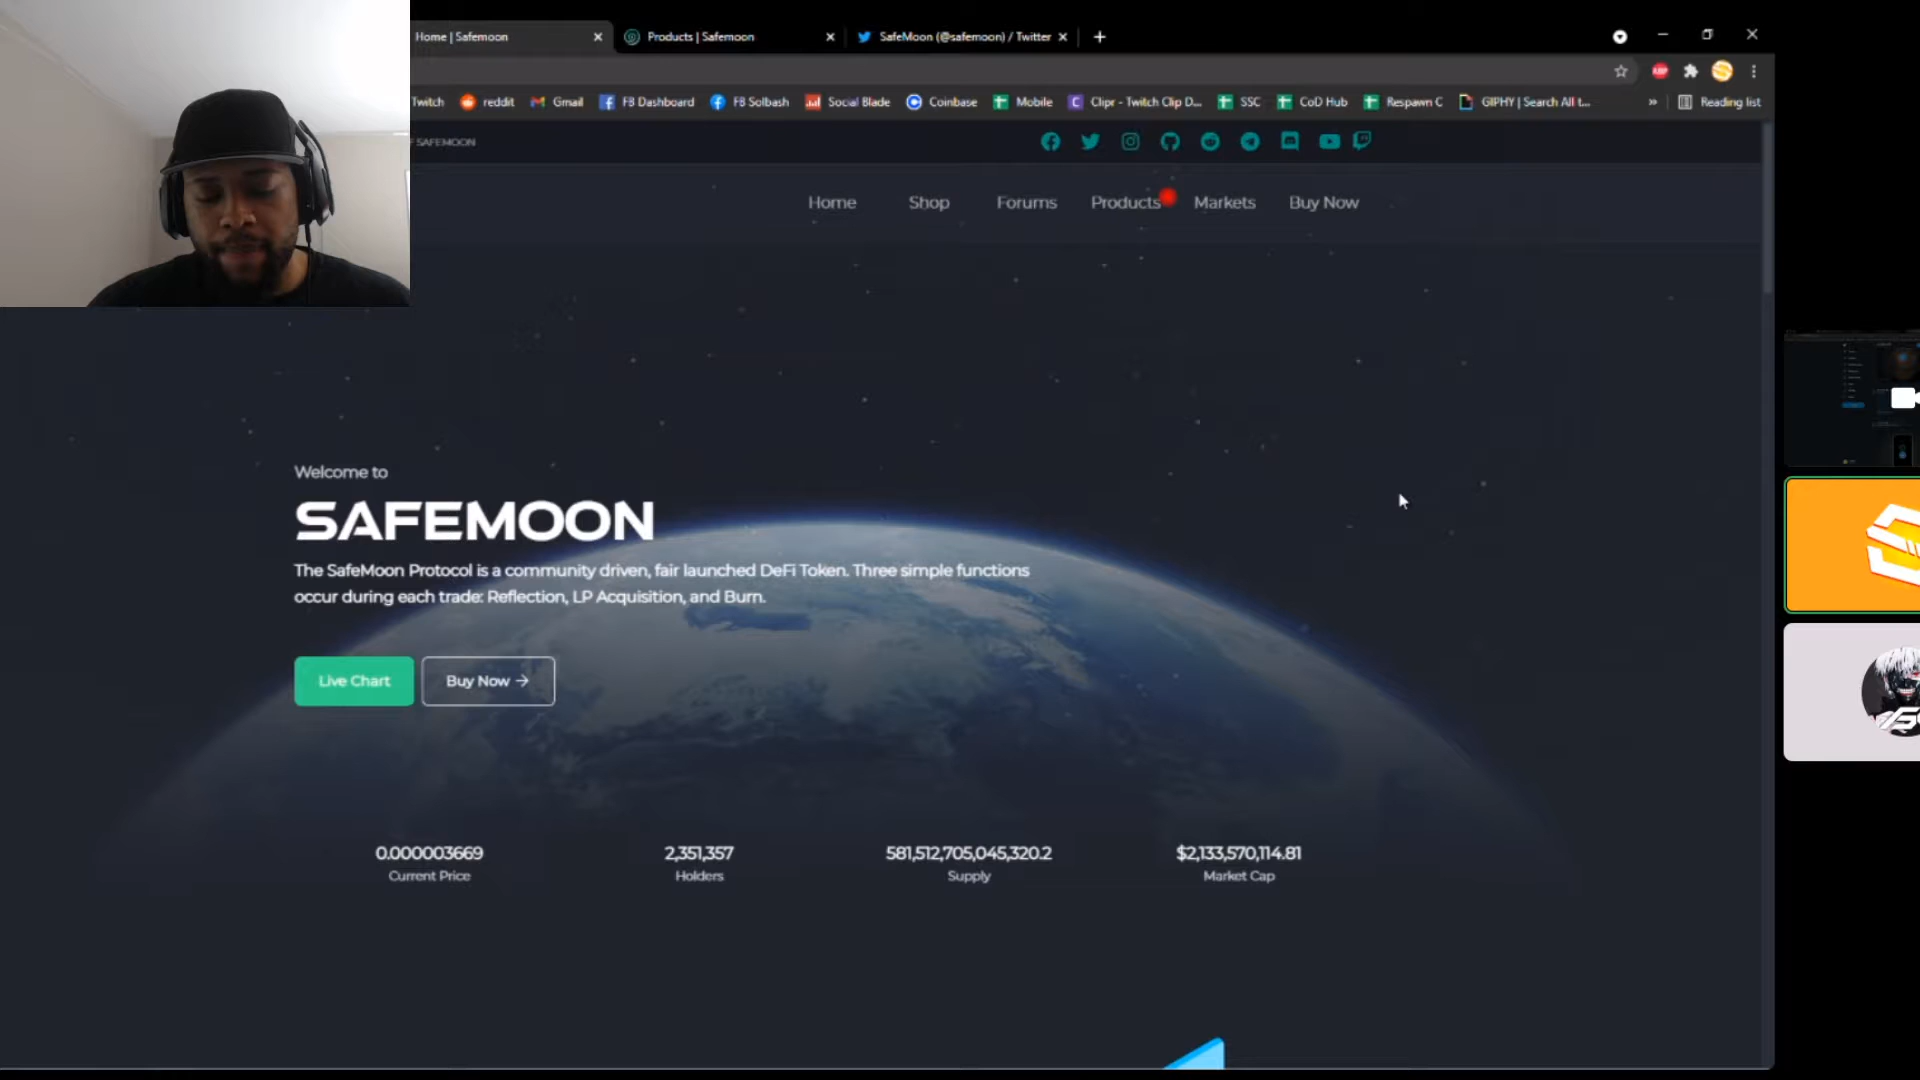 Home | Safemoon
Products | Safemoon
SafeMoon (@safemoon) / Twitter
Twitch
reddit
Gmail
FB Dashboard
FB Solbash
Social Blade
Coinbase
Mobile
Clipr - Twitch Clip D...
SSC
CoD Hub
Respawn C
GIPHY | Search All t...
»
Reading list
SAFEMOON
Home
Shop
Forums
Products
Markets
Buy Now
Welcome to
SAFEMOON
The SafeMoon Protocol is a community driven, fair launched DeFi Token. Three simple functions
occur during each trade: Reflection, LP Acquisition, and Burn.
Live Chart
Buy Now →
0.000003669
2,351,357
581,512,705,045,320.2
$2,133,570,114.81
Current Price
Holders
Supply
Market Cap